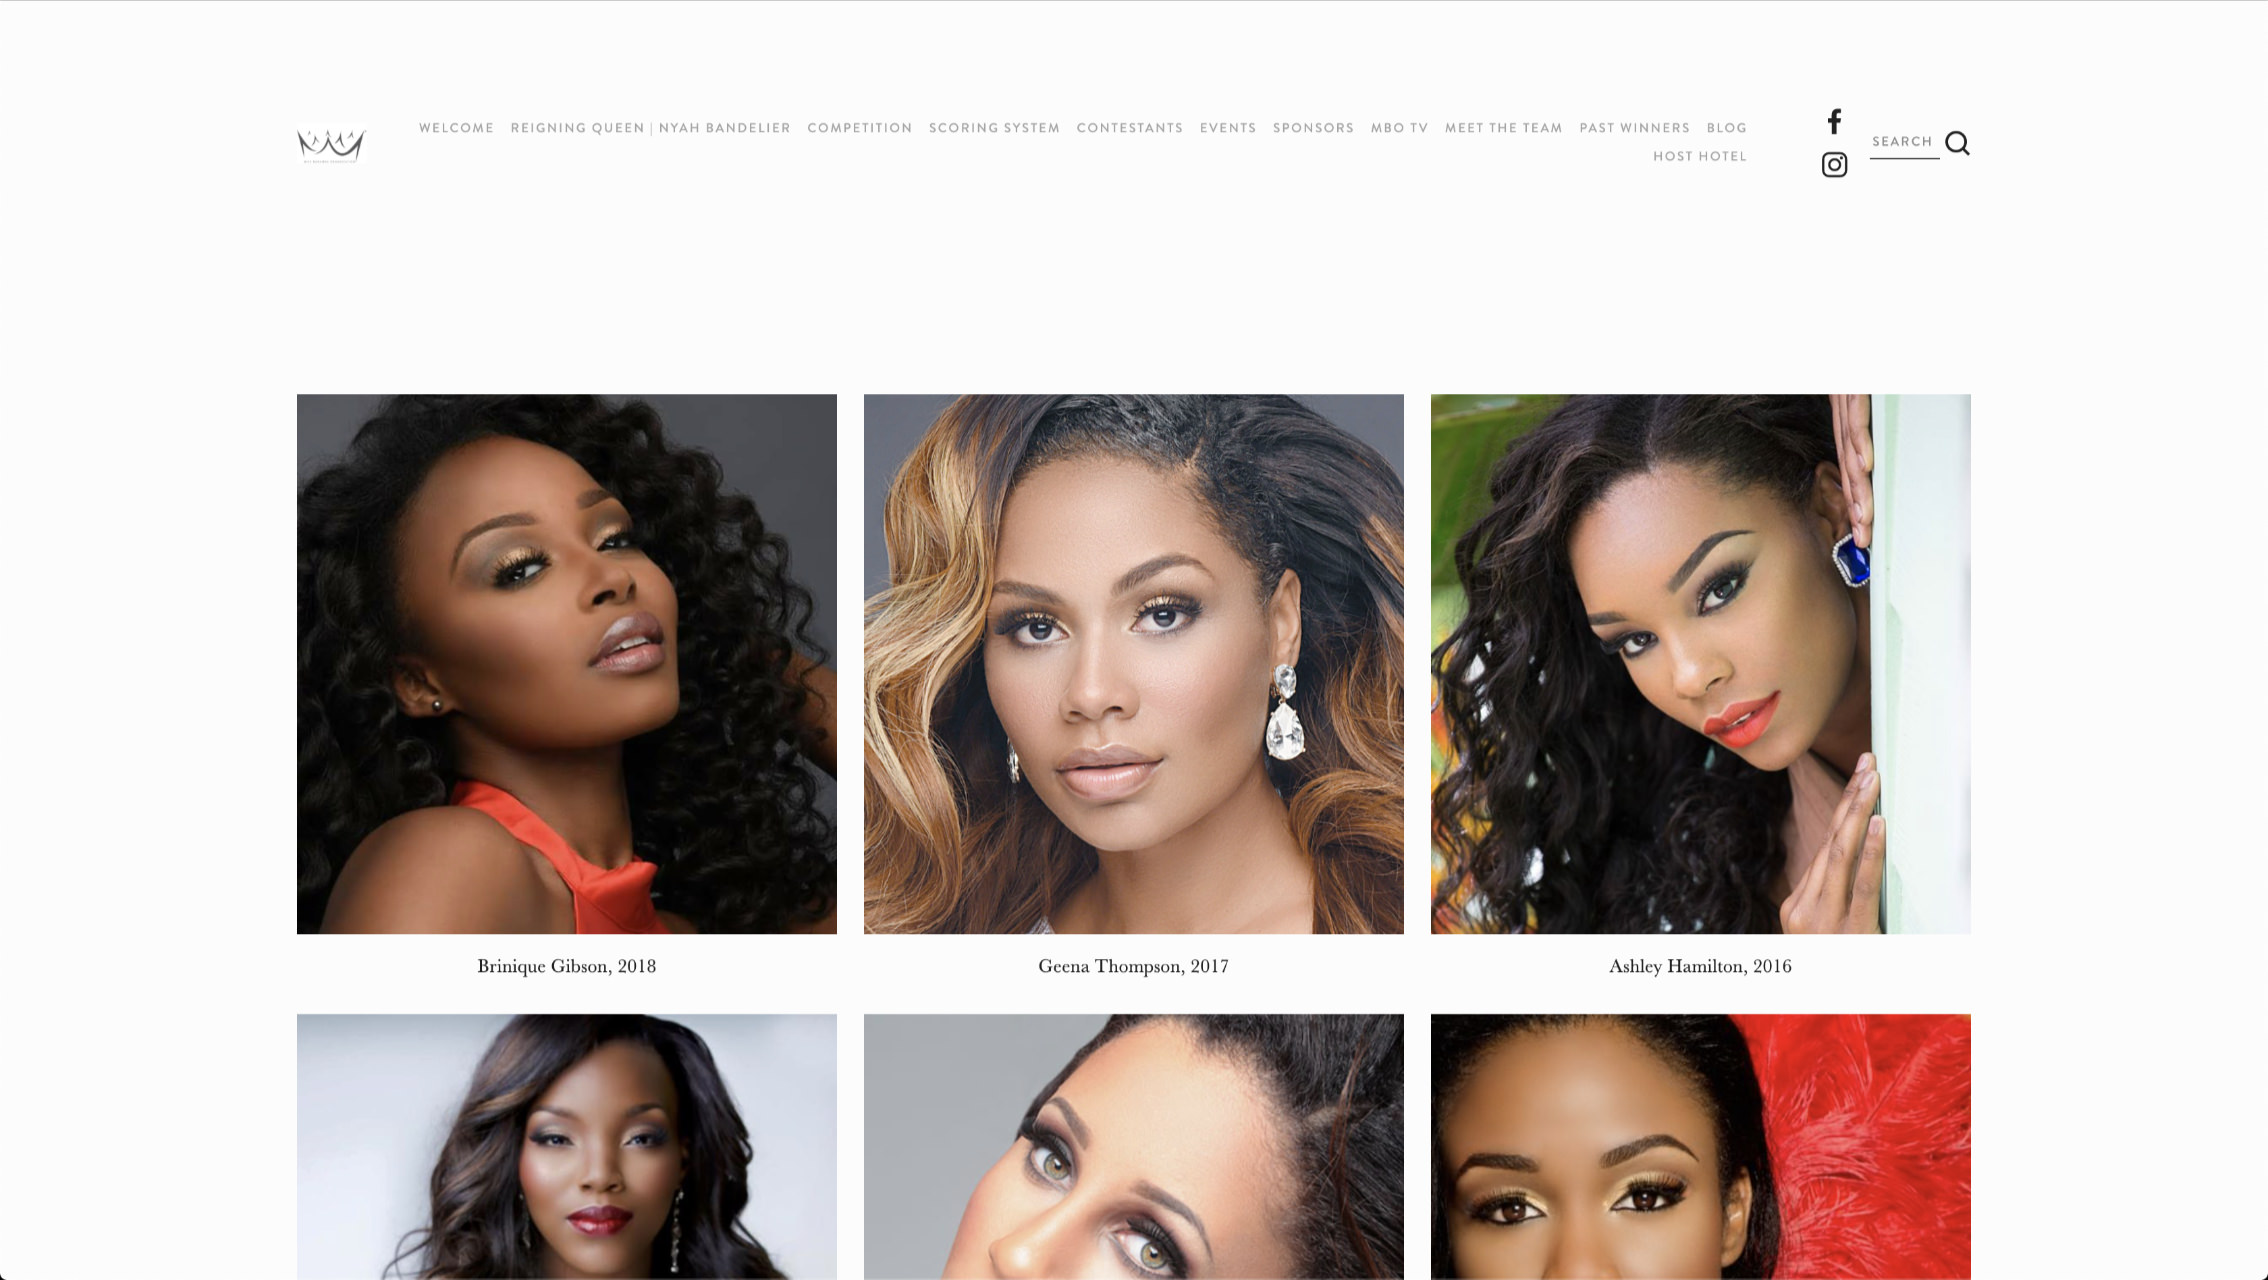 WELCOME REIGNING QUEEN | NYAH BANDELIER COMPETITION SCORING SYSTEM CONTESTANTS EVENTS SPONSORS MBO TV MEET THE TEAM PAST WINNERS BLOG
HOST HOTEL
SEARCH
Brinique Gibson, 2018
Geena Thompson, 2017
Ashley Hamilton, 2016